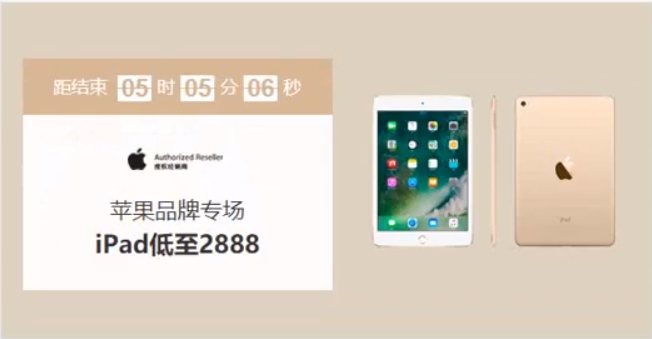 距结束 05 时 05 分 06 秒
Authorized Reseller
授权经销商
苹果品牌专场
iPad低至2888
iPad